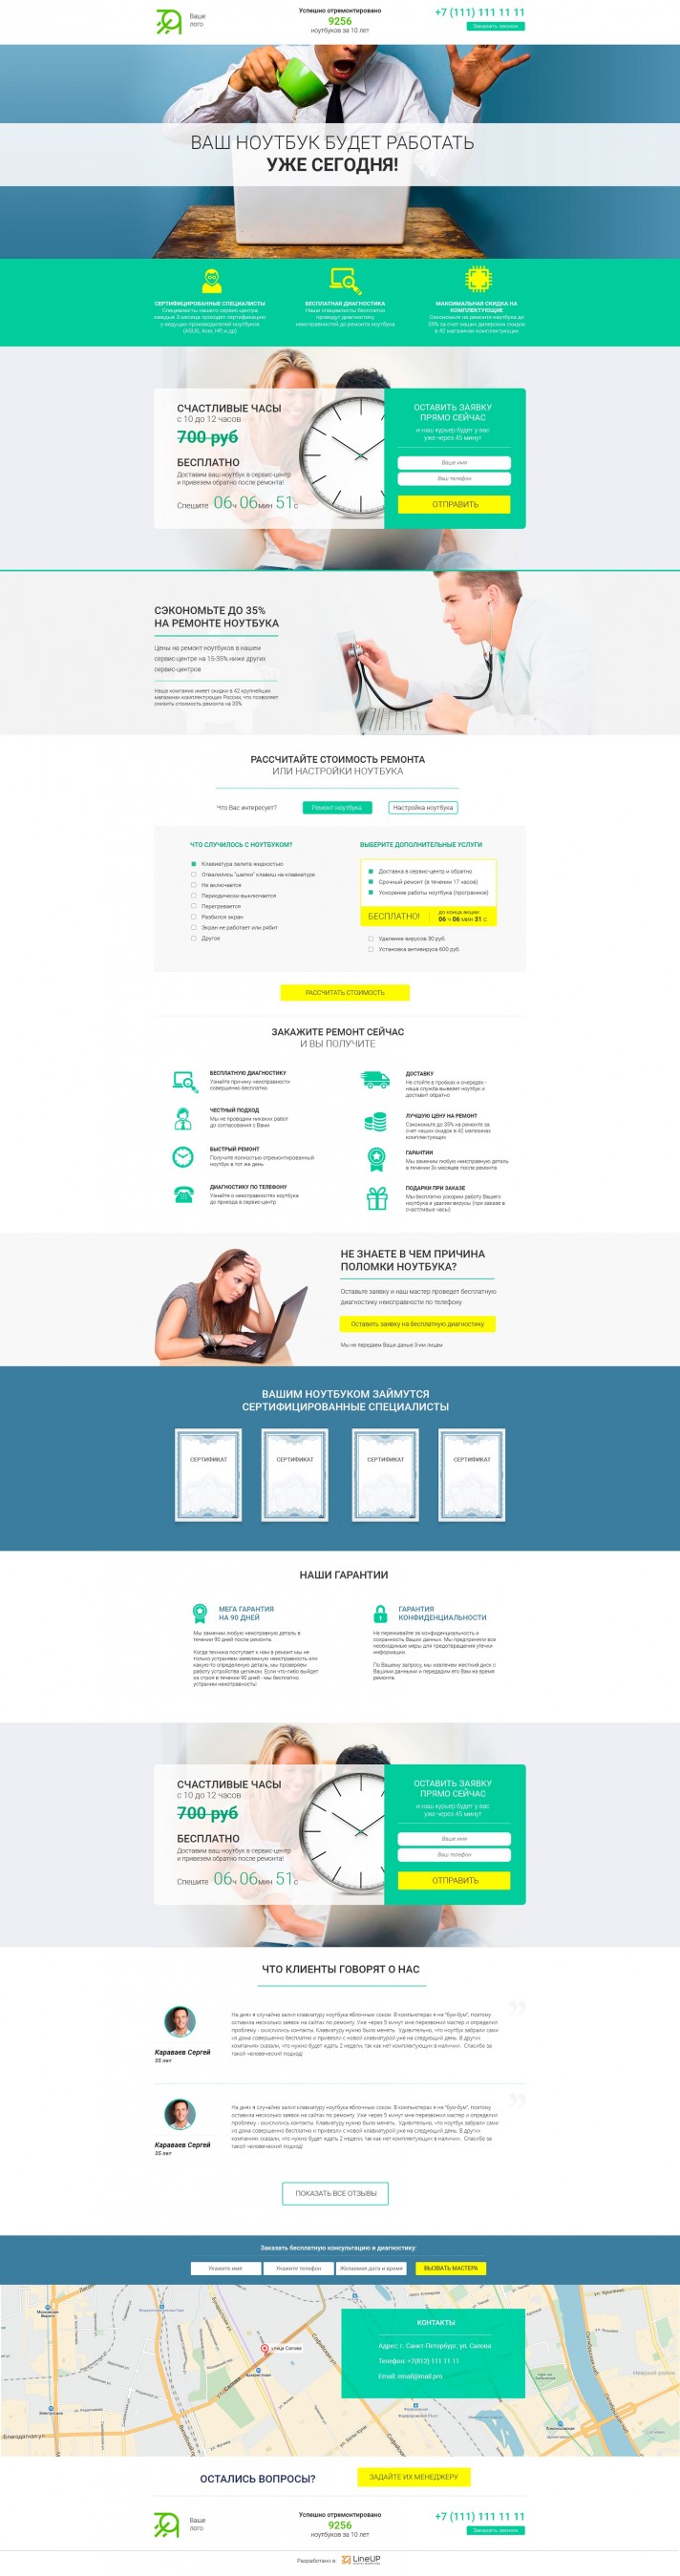 Ваше
лого
Успешно отремонтировано
9256
ноутбуков за 10 лет
+7 (111) 111 11 11
Заказать звонок
ВАШ НОУТБУК БУДЕТ РАБОТАТЬ
УЖЕ СЕГОДНЯ!
СЕРТИФИЦИРОВАННЫЕ СПЕЦИАЛИСТЫ
Специалисты нашего сервис центра
каждые 3 месяца проходят сертификацию
у ведущих производителей ноутбуков
(ASUS, Acer, HP, и др)
БЕСПЛАТНАЯ ДИАГНОСТИКА
Наши специалисты бесплатно
проведут диагностику
неисправностей до ремонта ноутбука
МАКСИМАЛЬНАЯ СКИДКА НА
КОМПЛЕКТУЮЩИЕ
Сэкономьте на ремонте ноутбука до
35% за счет наших дилерских скидок
в 42 магазинах комплектующих
СЧАСТЛИВЫЕ ЧАСЫ
с 10 до 12 часов
700 руб
БЕСПЛАТНО
Доставим ваш ноутбук в сервис-центр
и привезем обратно после ремонта!
Спешите 06ч 06мин 51с
ОСТАВИТЬ ЗАЯВКУ
ПРЯМО СЕЙЧАС
и наш курьер будет у вас
уже через 45 минут
Ваше имя
Ваш телефон
ОТПРАВИТЬ
СЭКОНОМЬТЕ ДО 35%
НА РЕМОНТЕ НОУТБУКА
Цены на ремонт ноутбуков в нашем
сервис-центре на 15-35% ниже других
сервис-центров
Наша компания имеет скидки в 42 крупнейших
магазинах комплектующих России, что позволяет
снизить стоимость ремонта на 35%
РАССЧИТАЙТЕ СТОИМОСТЬ РЕМОНТА
ИЛИ НАСТРОЙКИ НОУТБУКА
Что Вас интересует?
Ремонт ноутбука
Настройка ноутбука
ЧТО СЛУЧИЛОСЬ С НОУТБУКОМ?
Клавиатура залита жидкостью
Отвалились "шапки" клавиш на клавиатуре
Не включается
Периодически выключается
Перегревается
Разбился экран
Экран не работает или рябит
Другое
ВЫБЕРИТЕ ДОПОЛНИТЕЛЬНЫЕ УСЛУГИ
Доставка в сервис-центр и обратно
Срочный ремонт (в течении 17 часов)
Ускорение работы ноутбука (программное)
БЕСПЛАТНО!
ДО КОНЦА АКЦИИ:
06 ч 06 мин 31 с
Удаление вирусов 30 руб.
Установка антивируса 600 руб.
РАССЧИТАТЬ СТОИМОСТЬ
ЗАКАЖИТЕ РЕМОНТ СЕЙЧАС
И ВЫ ПОЛУЧИТЕ
БЕСПЛАТНУЮ ДИАГНОСТИКУ
Узнайте причину неисправности
совершенно бесплатно
ДОСТАВКУ
Не стойте в пробках и очередях -
наша служба вывезет ноутбук и
доставит обратно
ЧЕСТНЫЙ ПОДХОД
Мы не проводим никаких работ
до согласования с Вами
ЛУЧШУЮ ЦЕНУ НА РЕМОНТ
Сэкономьте до 35% на ремонте за
счет наших скидок в 42 магазинах
комплектующих
БЫСТРЫЙ РЕМОНТ
Получите полностью отремонтированный
ноутбук в тот же день
ГАРАНТИИ
Мы заменим любую неисправную деталь
в течении 3х месяцев после ремонта
ДИАГНОСТИКУ ПО ТЕЛЕФОНУ
Узнайте о неисправностях ноутбука
до привоза в сервис-центр
ПОДАРКИ ПРИ ЗАКАЗЕ
Мы бесплатно ускорим работу Вашего
ноутбука и удалим вирусы (при заказе в
счастливые часы)
НЕ ЗНАЕТЕ В ЧЕМ ПРИЧИНА
ПОЛОМКИ НОУТБУКА?
Оставьте заявку и наш мастер проведет бесплатную
диагностику неисправности по телефону
Оставить заявку на бесплатную диагностику
Мы не передаем Ваши данные 3-им лицам
ВАШИМ НОУТБУКОМ ЗАЙМУТСЯ
СЕРТИФИЦИРОВАННЫЕ СПЕЦИАЛИСТЫ
СЕРТИФИКАТ
СЕРТИФИКАТ
СЕРТИФИКАТ
СЕРТИФИКАТ
НАШИ ГАРАНТИИ
МЕГА ГАРАНТИЯ
НА 90 ДНЕЙ
Мы заменим любую неисправную деталь в
течении 90 дней после ремонта.
Когда техника поступает к нам в ремонт мы не
только устраняем заявленную неисправность или
какую-то определенную деталь, мы проверяем
работу устройства целиком. Если что-либо выйдет
из строя в течении 90 дней - мы бесплатно
устраним неисправность!
ГАРАНТИЯ
КОНФИДЕНЦИАЛЬНОСТИ
Не переживайте за конфиденциальность и
сохранность Ваших данных. Мы предприняли все
необходимые меры для предотвращения утечки
информации.
По Вашему запросу, мы извлечем жесткий диск с
Вашими данными и передадим его Вам на время
ремонта.
СЧАСТЛИВЫЕ ЧАСЫ
с 10 до 12 часов
700 руб
БЕСПЛАТНО
Доставим ваш ноутбук в сервис-центр
и привезем обратно после ремонта!
Спешите 06ч 06мин 51с
ОСТАВИТЬ ЗАЯВКУ
ПРЯМО СЕЙЧАС
и наш курьер будет у вас
уже через 45 минут
Ваше имя
Ваш телефон
ОТПРАВИТЬ
ЧТО КЛИЕНТЫ ГОВОРЯТ О НАС
Караваев Сергей
35 лет
На днях я случайно залил клавиатуру ноутбука яблочным соком. В компьютерах я не "бум-бум", поэтому
оставила несколько заявок на сайтах по ремонту. Уже через 5 минут мне перезвонил мастер и определил
проблему - окислились контакты. Клавиатуру нужно было менять. Удивительно, что ноутбук забрали сами
из дома совершенно бесплатно и привезли с новой клавиатурой уже на следующий день. В других
компаниях сказали, что нужно будет ждать 2 недели, так как нет комплектующих в наличии. Спасибо за
такой человеческий подход!
Караваев Сергей
35 лет
На днях я случайно залил клавиатуру ноутбука яблочным соком. В компьютерах я не "бум-бум", поэтому
оставила несколько заявок на сайтах по ремонту. Уже через 5 минут мне перезвонил мастер и определил
проблему - окислились контакты. Клавиатуру нужно было менять. Удивительно, что ноутбук забрали сами
из дома совершенно бесплатно и привезли с новой клавиатурой уже на следующий день. В других
компаниях сказали, что нужно будет ждать 2 недели, так как нет комплектующих в наличии. Спасибо за
такой человеческий подход!
ПОКАЗАТЬ ВСЕ ОТЗЫВЫ
Заказать бесплатную консультацию и диагностику:
Укажите имя
Укажите телефон
Желаемая дата и время
ВЫЗВАТЬ МАСТЕРА
улица Салова
Благодатная ул.
Невский район
КОНТАКТЫ
Адрес: г. Санкт-Петербург, ул. Салова
Телефон: +7(812) 111 11 11
Email: email@mail.pro
ОСТАЛИСЬ ВОПРОСЫ?
ЗАДАЙТЕ ИХ МЕНЕДЖЕРУ
Ваше
лого
Успешно отремонтировано
9256
ноутбуков за 10 лет
+7 (111) 111 11 11
Заказать звонок
Разработано в:
LineUP